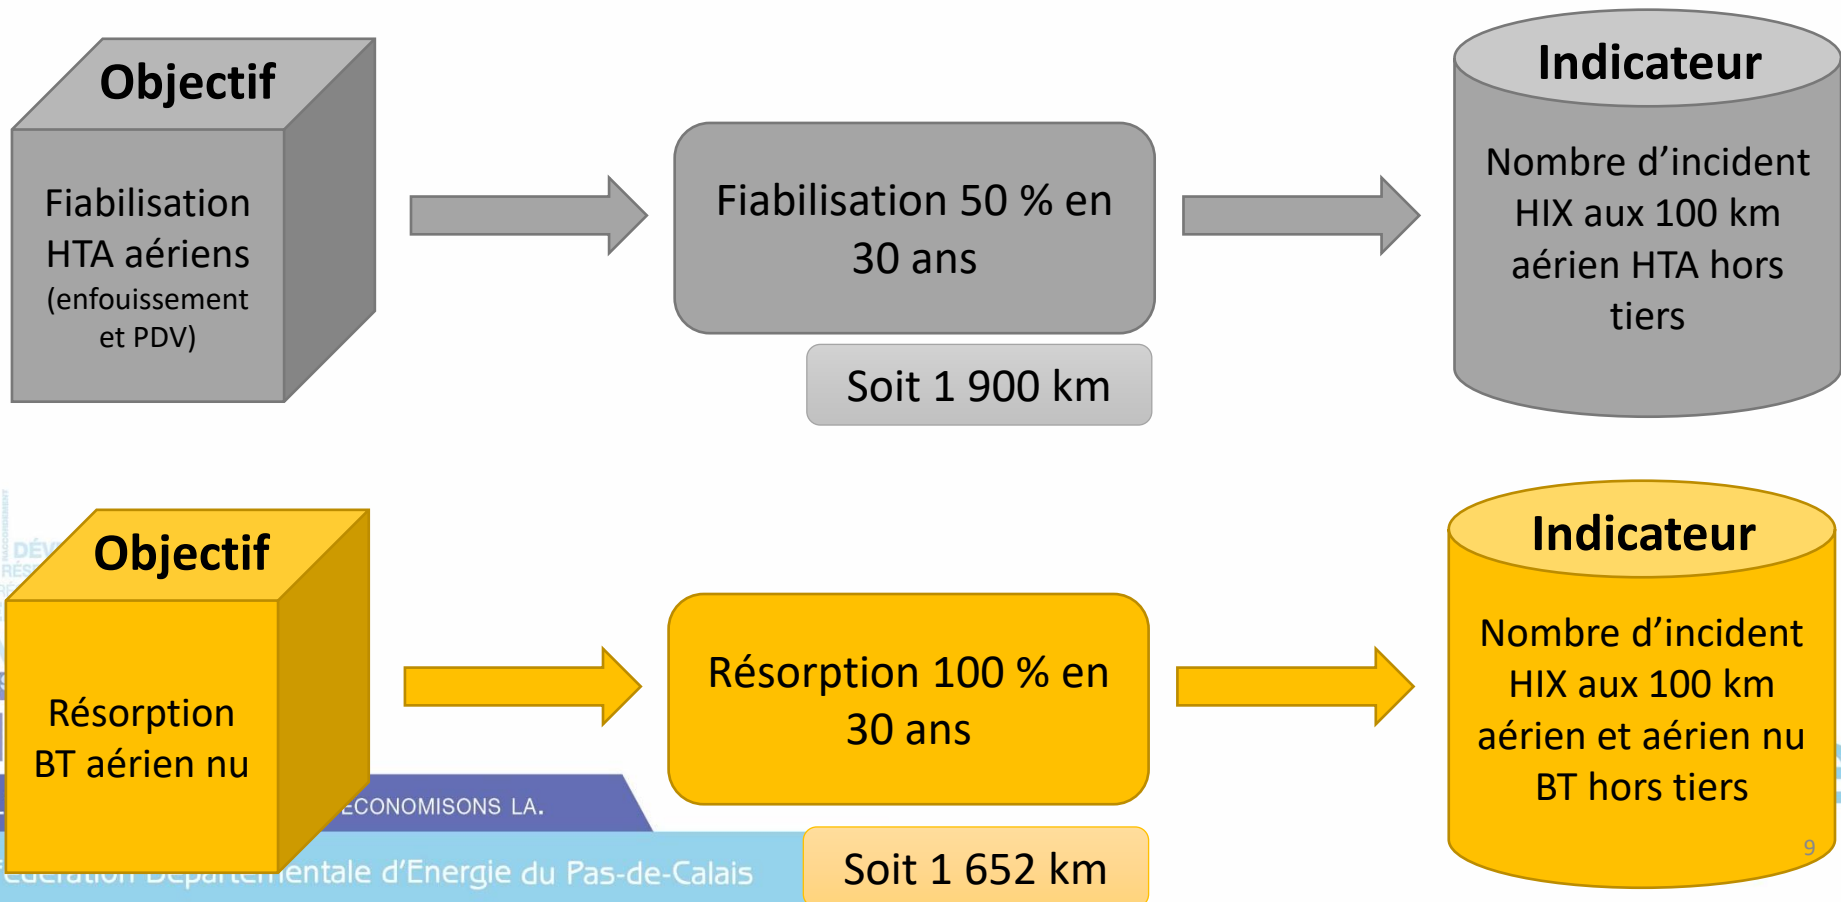 Objectif
Fiabilisation
HTA aériens
(enfouissement
et PDV)
Fiabilisation 50 % en
30 ans
Soit 1 900 km
Indicateur
Nombre d’incident
HIX aux 100 km
aérien HTA hors
tiers
Objectif
Résorption
BT aérien nu
Résorption 100 % en
30 ans
Soit 1 652 km
Indicateur
Nombre d’incident
HIX aux 100 km
aérien et aérien nu
BT hors tiers
RACCORDEMENT
ECONOMISONS LA.
Fédération Départementale d'Energie du Pas-de-Calais
9